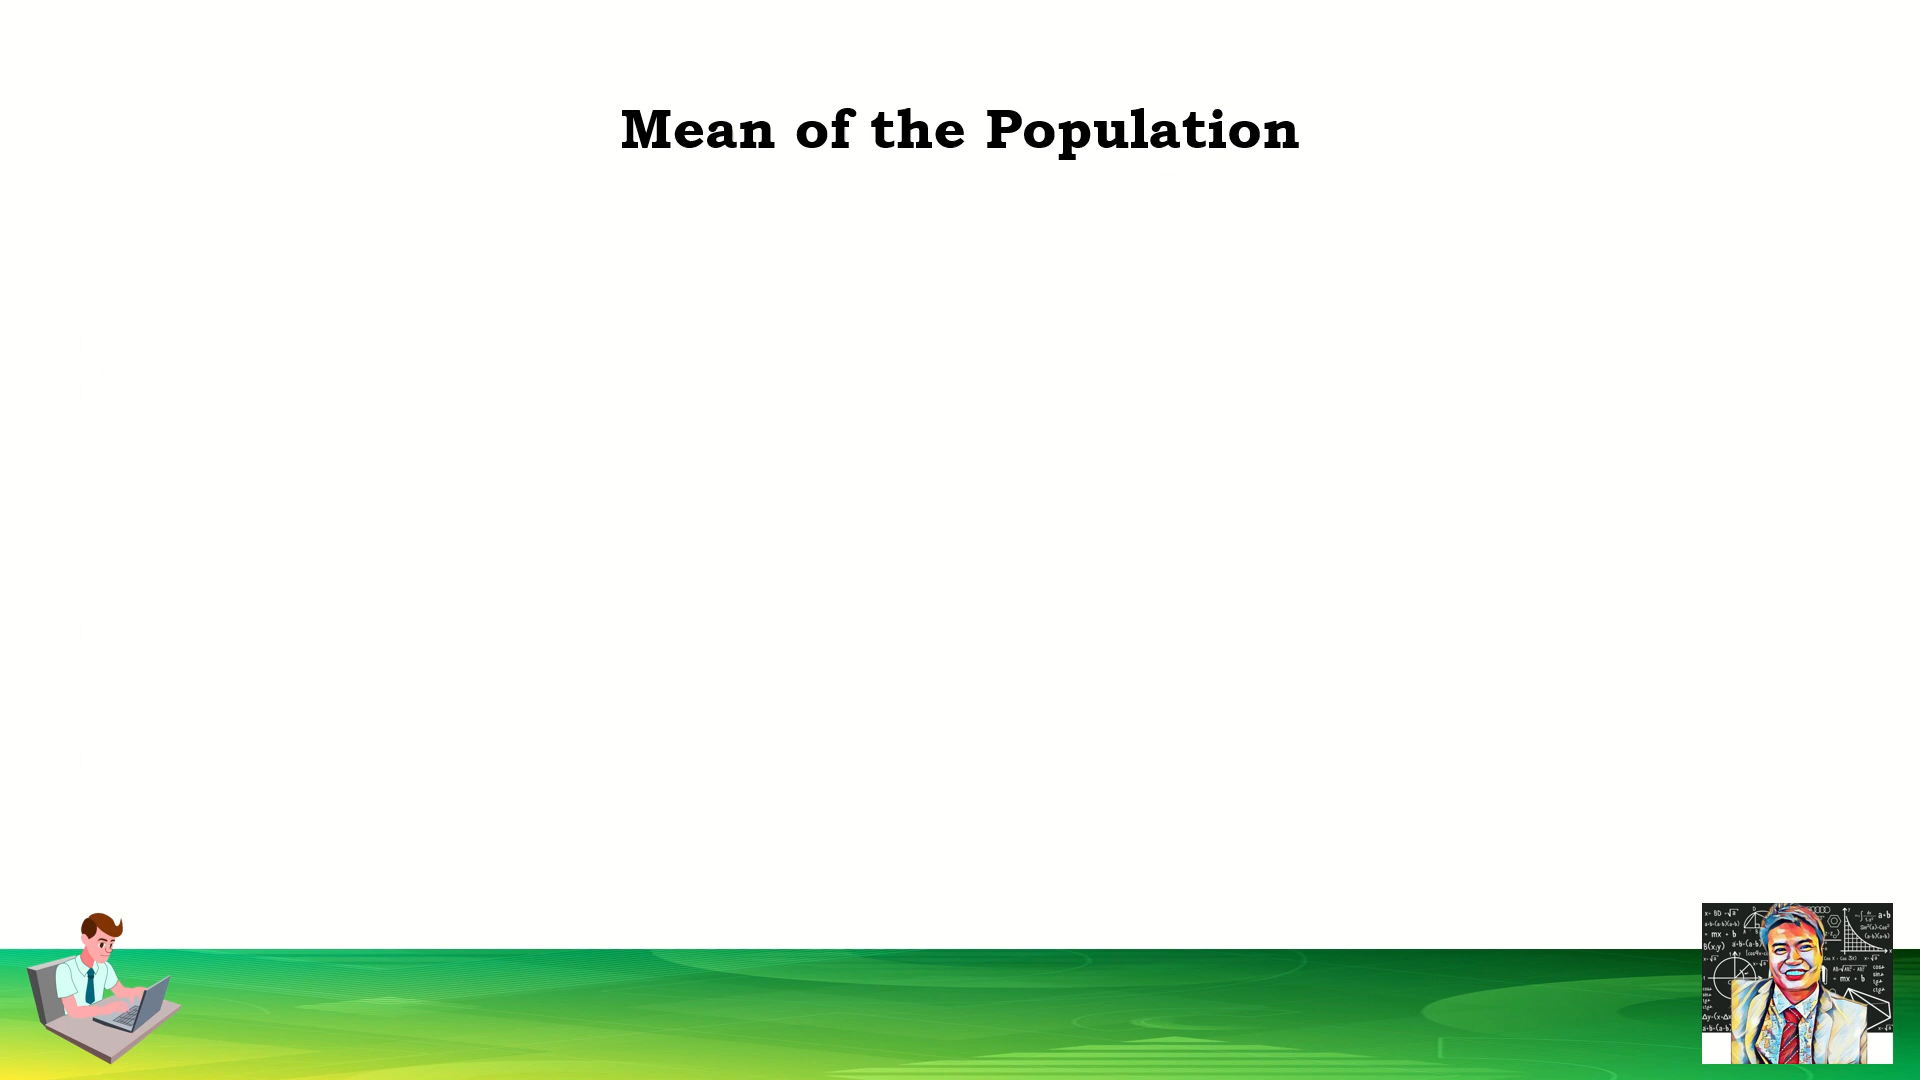 Mean of the Population